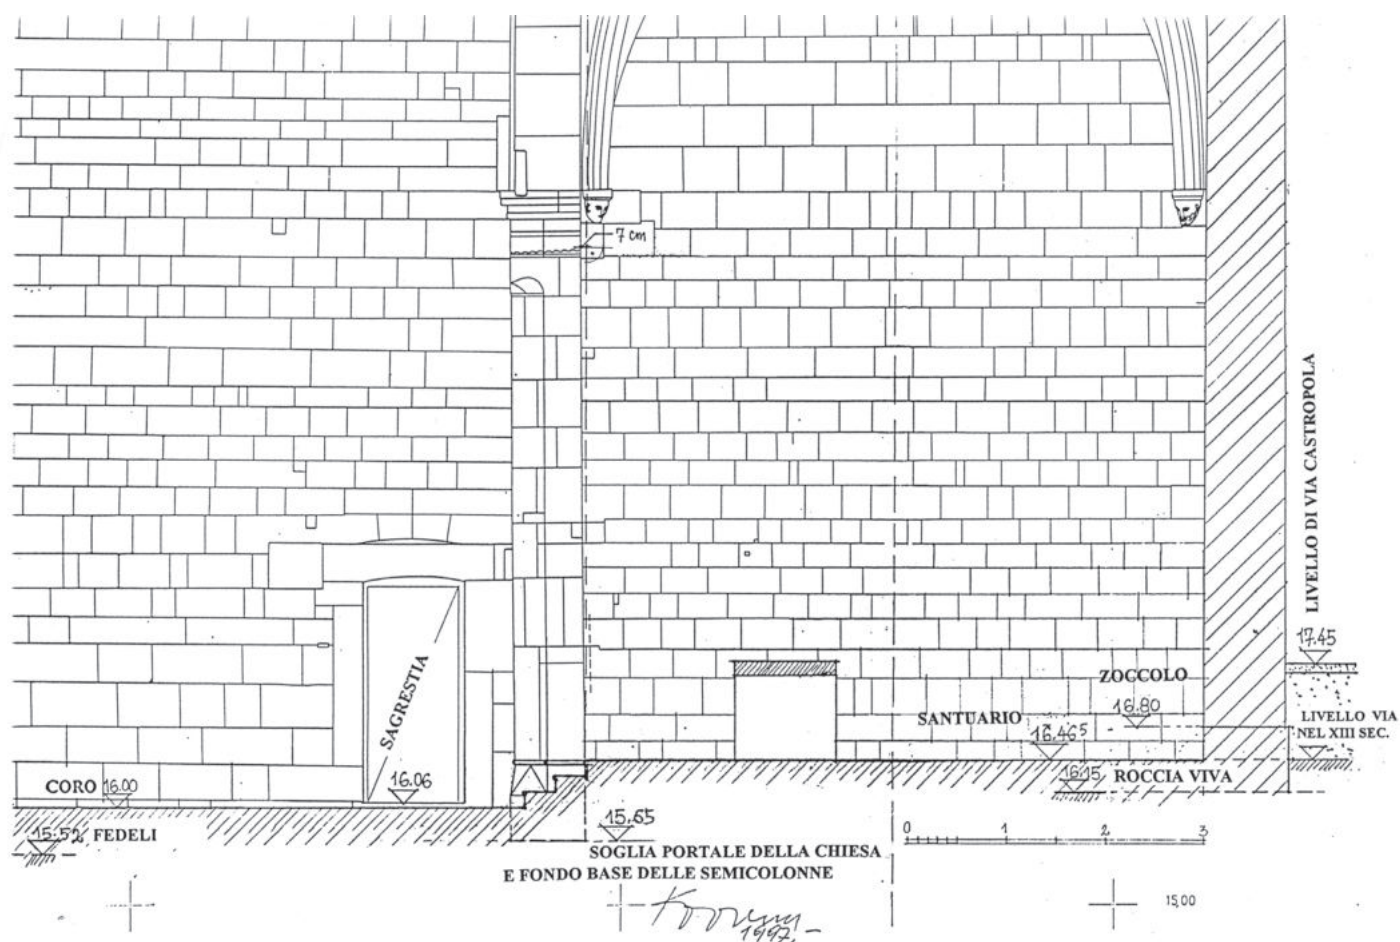 7 cm
LIVELLO DI VIA CASTROPOLA
17.45
ZOCCOLO
16.80
SANTUARIO
16.46⁵
LIVELLO VIA
NEL XIII SEC.
SAGRESTIA
16.15
ROCCIA VIVA
CORO 16.00
16.06
15.52 FEDELI
15.65
0 1 2 3
SOGLIA PORTALE DELLA CHIESA
E FONDO BASE DELLE SEMICOLONNE
15,00
1997.